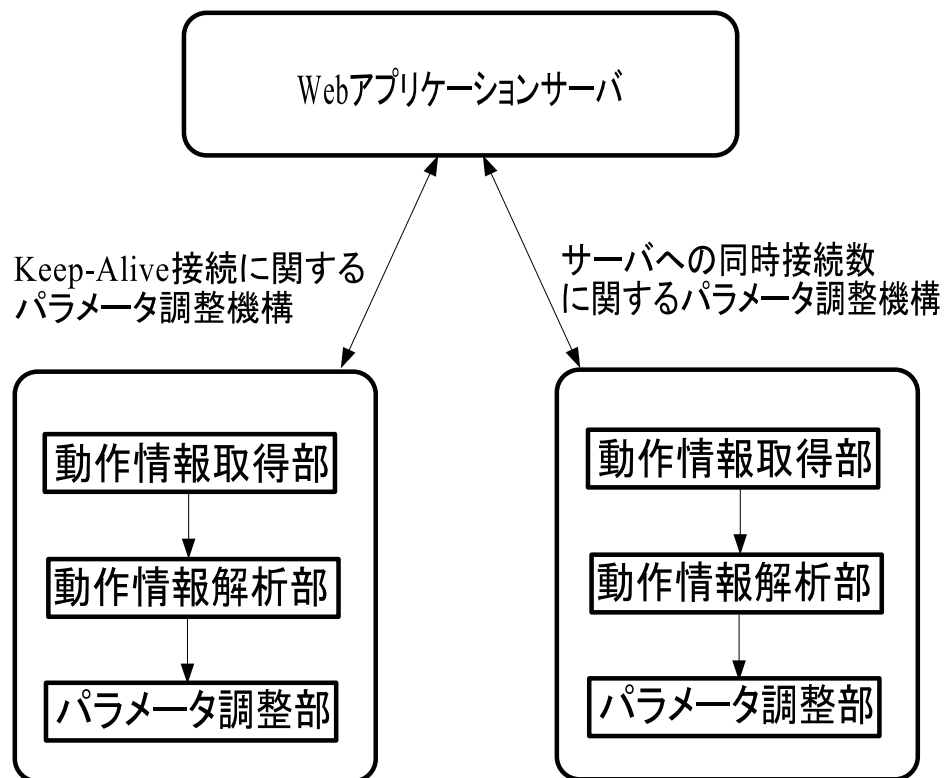 Webアプリケーションサーバ
Keep-Alive接続に関する
パラメータ調整機構
サーバへの同時接続数
に関するパラメータ調整機構
動作情報取得部
動作情報解析部
パラメータ調整部
動作情報取得部
動作情報解析部
パラメータ調整部